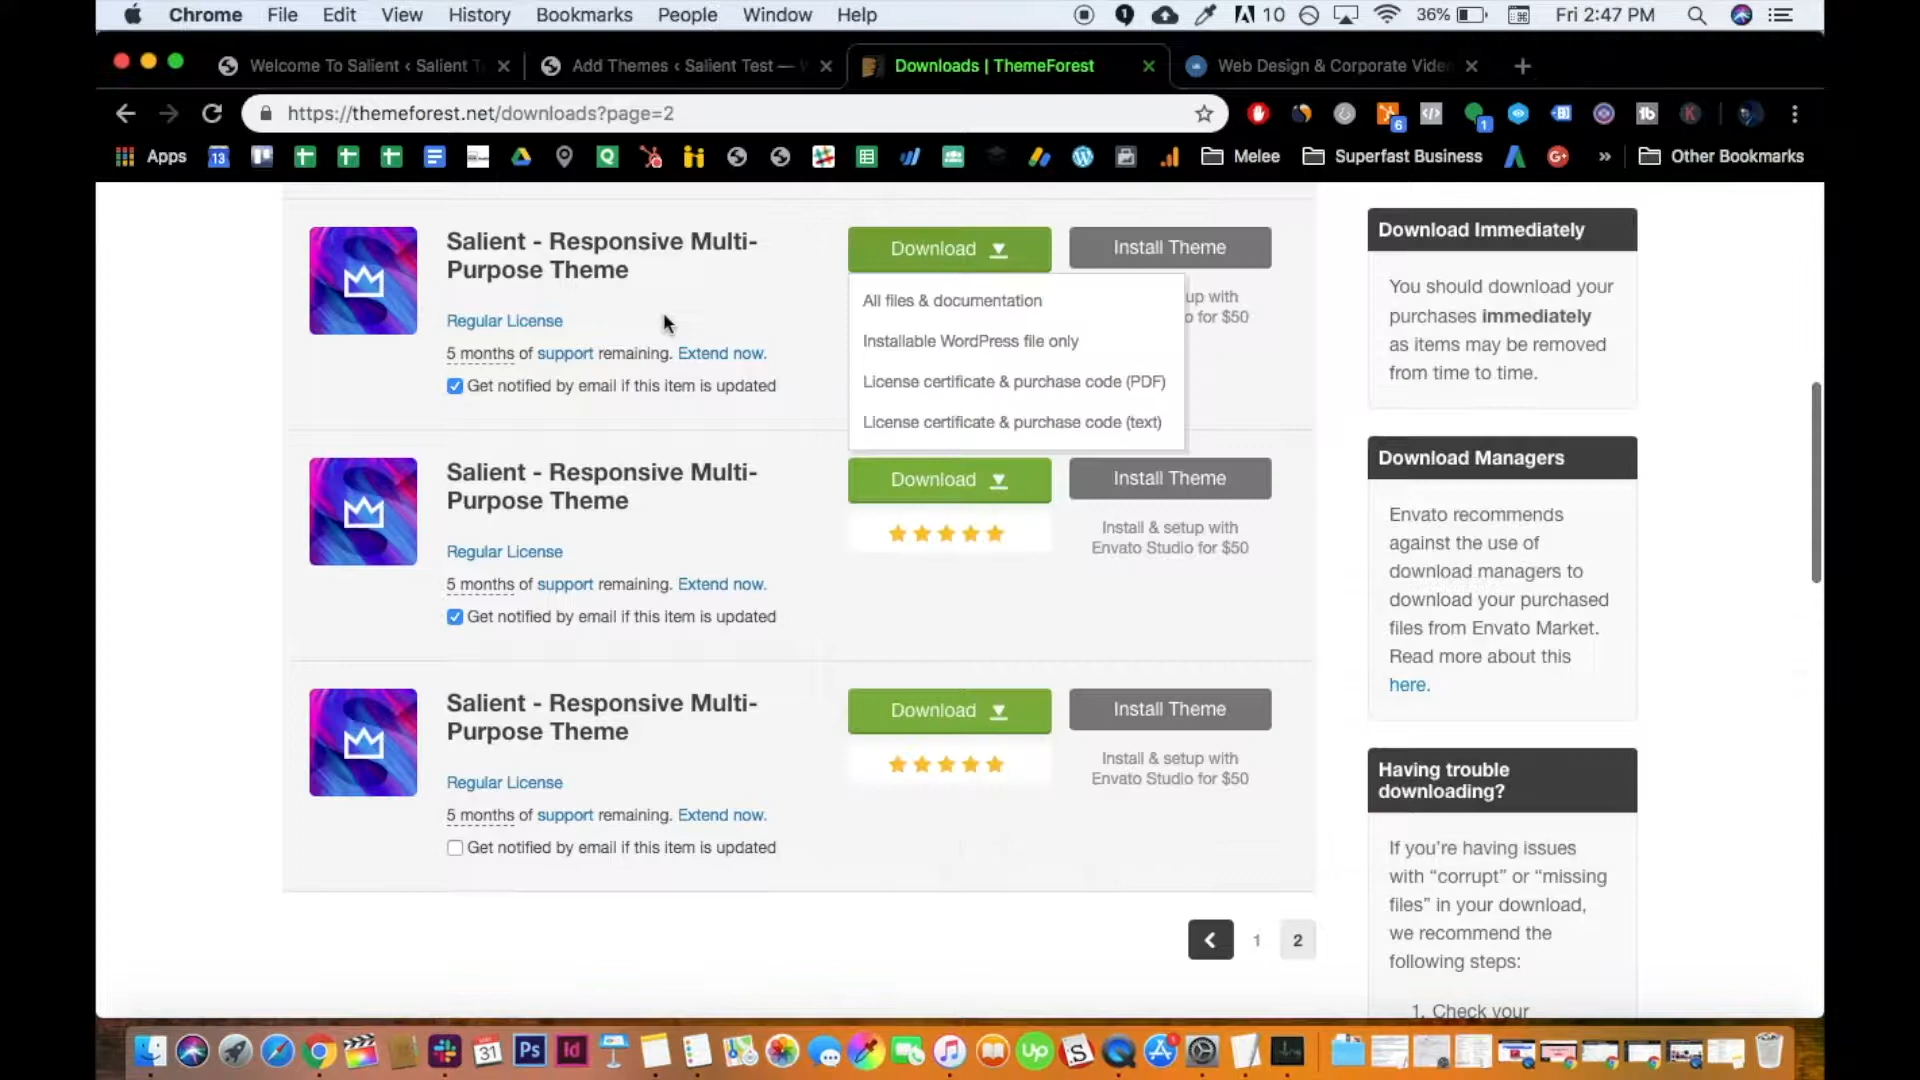 Chrome File Edit View History Bookmarks People Window Help
10 36% Fri 2:47 PM
Welcome To Salient ‹ Salient T
Add Themes ‹ Salient Test —
Downloads | ThemeForest
Web Design & Corporate Vide
https://themeforest.net/downloads?page=2
6
1
Apps
13
Melee
Superfast Business
Other Bookmarks
Salient - Responsive Multi-
Purpose Theme
Regular License
5 months of support remaining. Extend now.
Get notified by email if this item is updated
Download
Install Theme
All files & documentation
Installable WordPress file only
License certificate & purchase code (PDF)
License certificate & purchase code (text)
up with
o for $50
Salient - Responsive Multi-
Purpose Theme
Regular License
5 months of support remaining. Extend now.
Get notified by email if this item is updated
Download
Install Theme
Install & setup with
Envato Studio for $50
Salient - Responsive Multi-
Purpose Theme
Regular License
5 months of support remaining. Extend now.
Get notified by email if this item is updated
Download
Install Theme
Install & setup with
Envato Studio for $50
1
2
Download Immediately
You should download your
purchases immediately
as items may be removed
from time to time.
Download Managers
Envato recommends
against the use of
download managers to
download your purchased
files from Envato Market.
Read more about this
here.
Having trouble
downloading?
If you're having issues
with “corrupt” or “missing
files” in your download,
we recommend the
following steps:
1. Check your
31
Ps
Id
Up